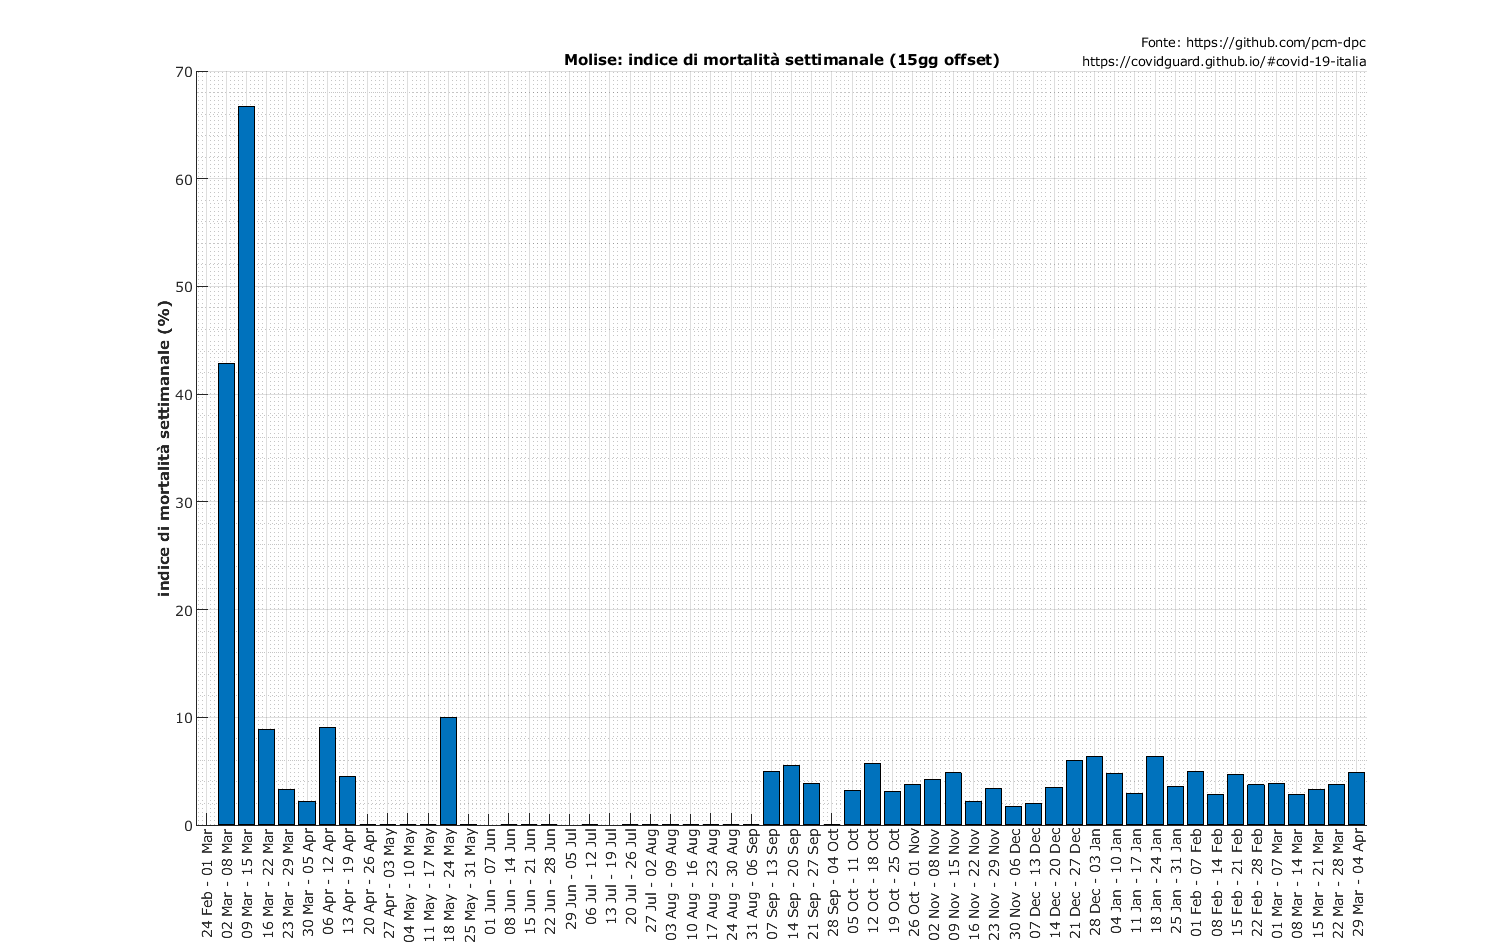 Fonte: https://github.com/pcm-dpc
Molise: indice di mortalità settimanale (15gg offset)
https://covidguard.github.io/#covid-19-italia
indice di mortalità settimanale (%)
70
60
50
40
30
20
10
0
24 Feb - 01 Mar
02 Mar - 08 Mar
09 Mar - 15 Mar
16 Mar - 22 Mar
23 Mar - 29 Mar
30 Mar - 05 Apr
06 Apr - 12 Apr
13 Apr - 19 Apr
20 Apr - 26 Apr
27 Apr - 03 May
04 May - 10 May
11 May - 17 May
18 May - 24 May
25 May - 31 May
01 Jun - 07 Jun
08 Jun - 14 Jun
15 Jun - 21 Jun
22 Jun - 28 Jun
29 Jun - 05 Jul
06 Jul - 12 Jul
13 Jul - 19 Jul
20 Jul - 26 Jul
27 Jul - 02 Aug
03 Aug - 09 Aug
10 Aug - 16 Aug
17 Aug - 23 Aug
24 Aug - 30 Aug
31 Aug - 06 Sep
07 Sep - 13 Sep
14 Sep - 20 Sep
21 Sep - 27 Sep
28 Sep - 04 Oct
05 Oct - 11 Oct
12 Oct - 18 Oct
19 Oct - 25 Oct
26 Oct - 01 Nov
02 Nov - 08 Nov
09 Nov - 15 Nov
16 Nov - 22 Nov
23 Nov - 29 Nov
30 Nov - 06 Dec
07 Dec - 13 Dec
14 Dec - 20 Dec
21 Dec - 27 Dec
28 Dec - 03 Jan
04 Jan - 10 Jan
11 Jan - 17 Jan
18 Jan - 24 Jan
25 Jan - 31 Jan
01 Feb - 07 Feb
08 Feb - 14 Feb
15 Feb - 21 Feb
22 Feb - 28 Feb
01 Mar - 07 Mar
08 Mar - 14 Mar
15 Mar - 21 Mar
22 Mar - 28 Mar
29 Mar - 04 Apr